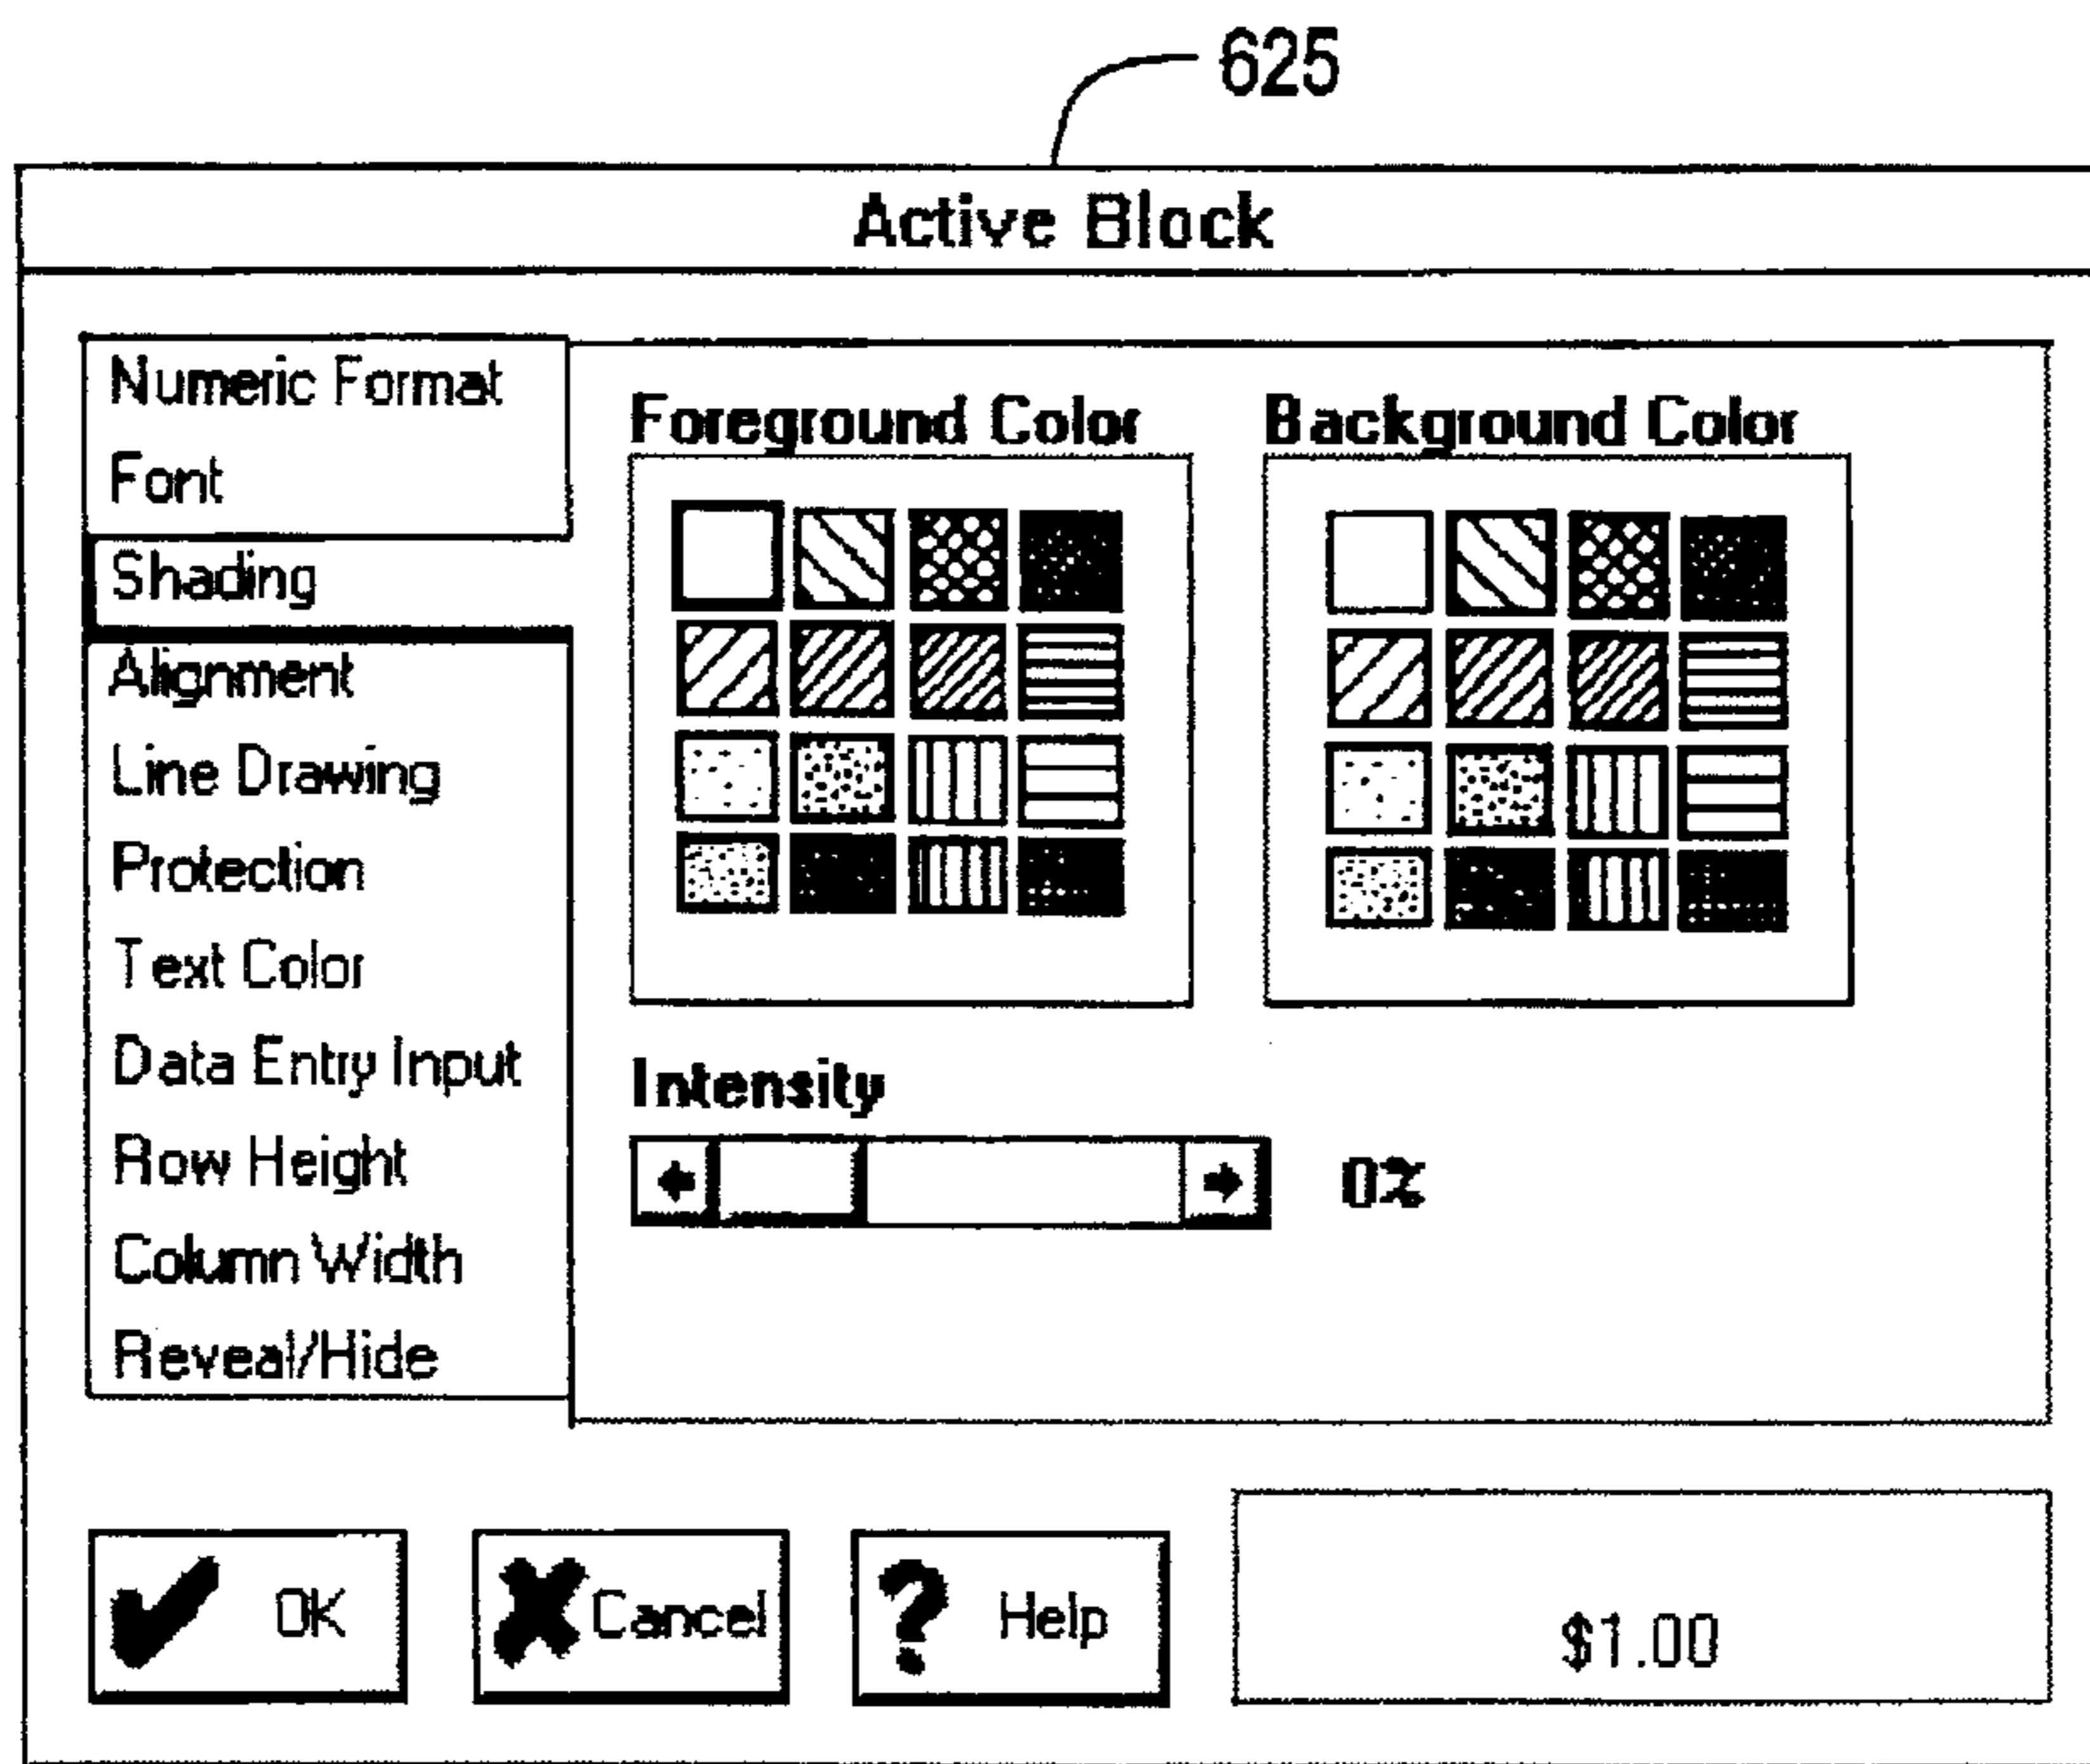 625
Active Block
Numeric Format
Font
Shading
Alignment
Line Drawing
Protection
Text Color
Data Entry Input
Row Height
Column Width
Reveal/Hide
Foreground Color
Background Color
Intensity
0%
OK
Cancel
Help
$1.00